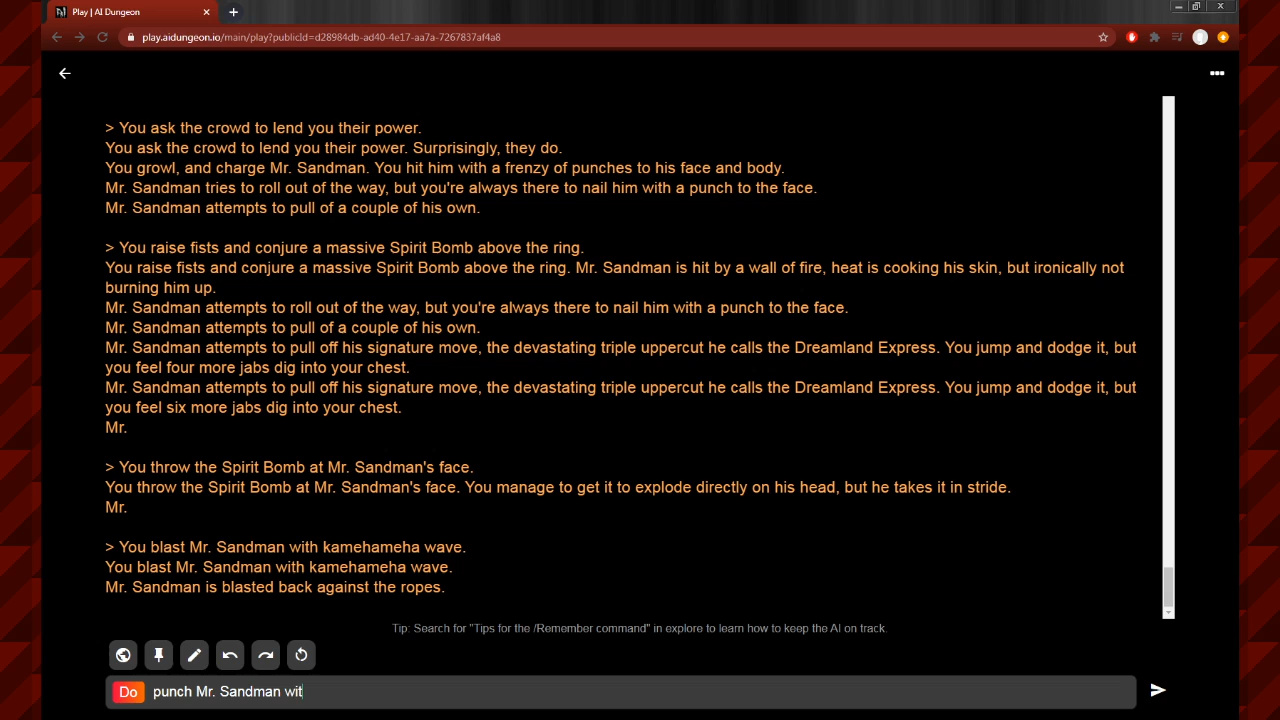 Play | AI Dungeon
play.aidungeon.io/main/play?publicId=d28984db-ad40-4e17-aa7a-7267837af4a8
> You ask the crowd to lend you their power.
You ask the crowd to lend you their power. Surprisingly, they do.
You growl, and charge Mr. Sandman. You hit him with a frenzy of punches to his face and body.
Mr. Sandman tries to roll out of the way, but you're always there to nail him with a punch to the face.
Mr. Sandman attempts to pull of a couple of his own.
> You raise fists and conjure a massive Spirit Bomb above the ring.
You raise fists and conjure a massive Spirit Bomb above the ring. Mr. Sandman is hit by a wall of fire, heat is cooking his skin, but ironically not
burning him up.
Mr. Sandman attempts to roll out of the way, but you're always there to nail him with a punch to the face.
Mr. Sandman attempts to pull of a couple of his own.
Mr. Sandman attempts to pull off his signature move, the devastating triple uppercut he calls the Dreamland Express. You jump and dodge it, but
you feel four more jabs dig into your chest.
Mr. Sandman attempts to pull off his signature move, the devastating triple uppercut he calls the Dreamland Express. You jump and dodge it, but
you feel six more jabs dig into your chest.
Mr.
> You throw the Spirit Bomb at Mr. Sandman's face.
You throw the Spirit Bomb at Mr. Sandman's face. You manage to get it to explode directly on his head, but he takes it in stride.
Mr.
> You blast Mr. Sandman with kamehameha wave.
You blast Mr. Sandman with kamehameha wave.
Mr. Sandman is blasted back against the ropes.
Tip: Search for "Tips for the /Remember command" in explore to learn how to keep the AI on track.
Do punch Mr. Sandman wit